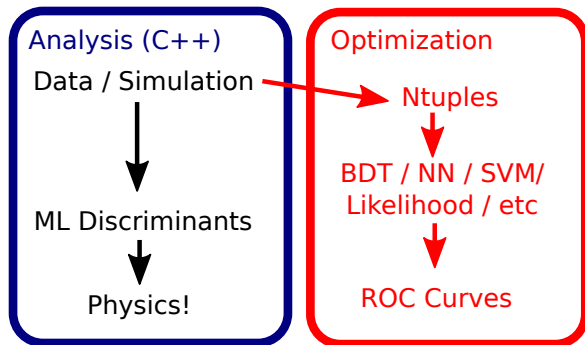 Analysis (C++)
Data / Simulation
ML Discriminants
Physics!
Optimization
Ntuples
BDT / NN / SVM/
Likelihood / etc
ROC Curves